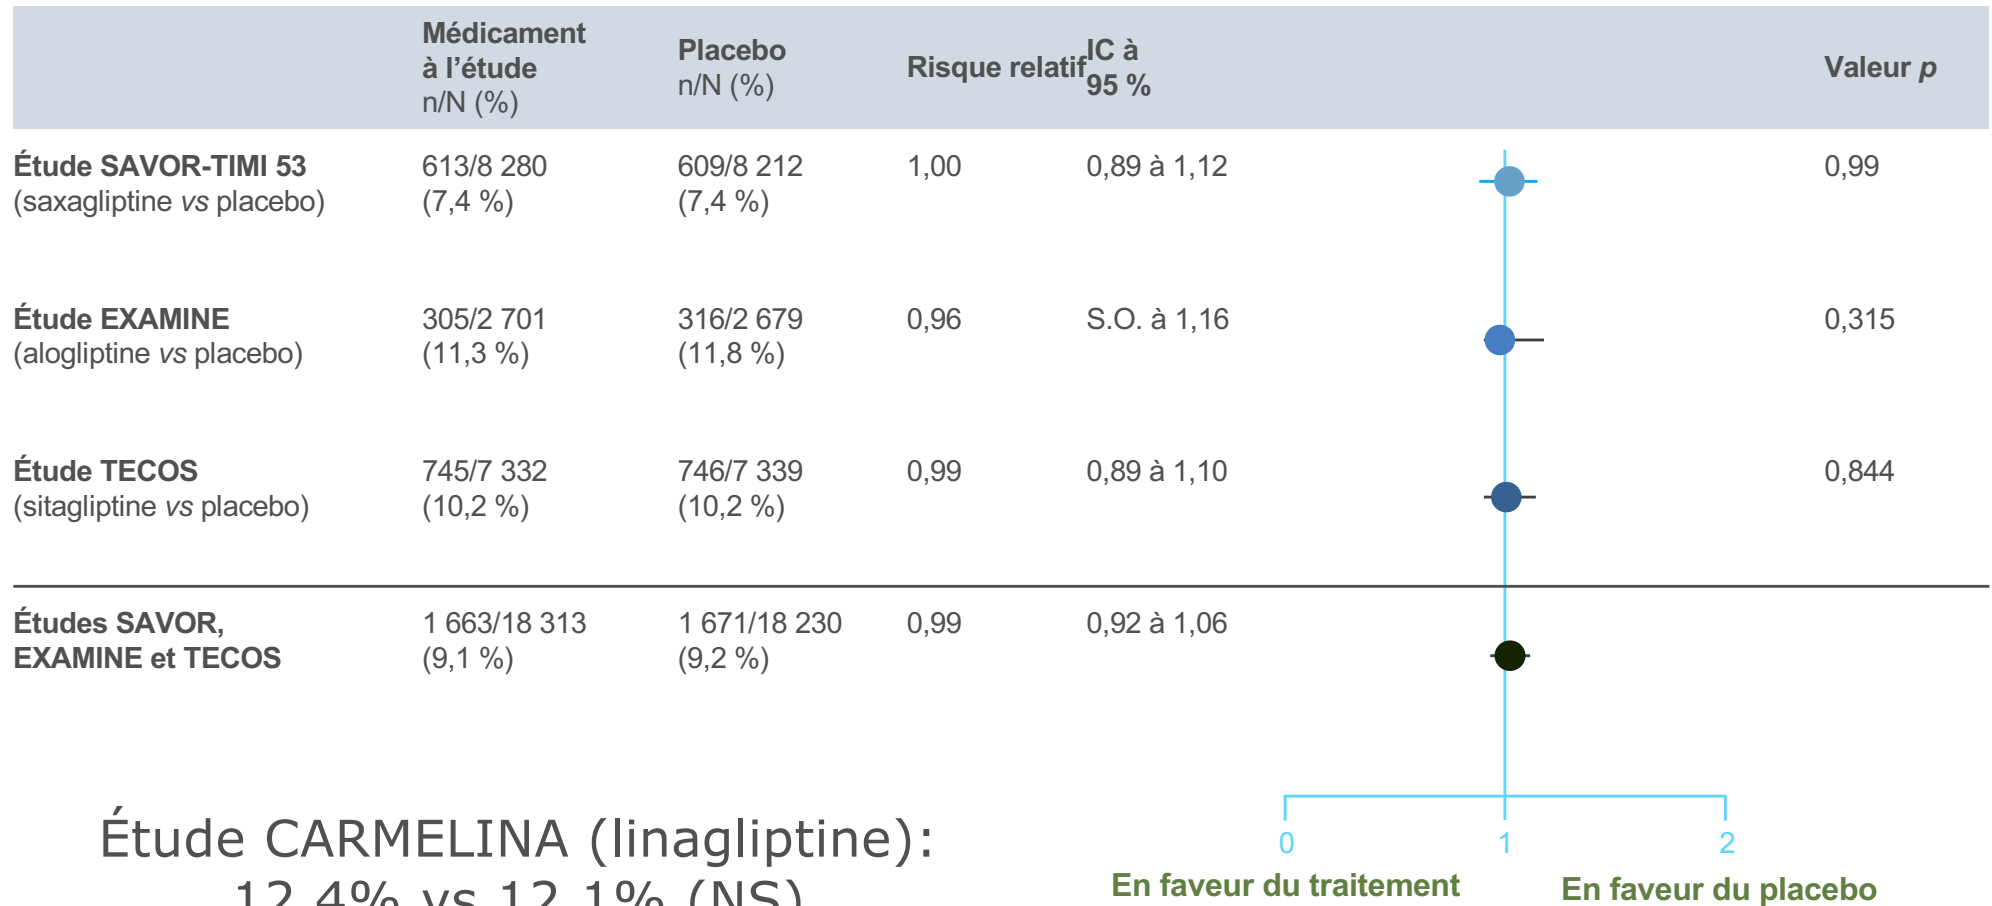 Médicament
à l’étude
n/N (%)
Placebo
n/N (%)
Risque relatif
IC à
95 %
Valeur p
Étude SAVOR-TIMI 53
(saxagliptine vs placebo)
613/8 280
(7,4 %)
609/8 212
(7,4 %)
1,00
0,89 à 1,12
0,99
Étude EXAMINE
(alogliptine vs placebo)
305/2 701
(11,3 %)
316/2 679
(11,8 %)
0,96
S.O. à 1,16
0,315
Étude TECOS
(sitagliptine vs placebo)
745/7 332
(10,2 %)
746/7 339
(10,2 %)
0,99
0,89 à 1,10
0,844
Études SAVOR,
EXAMINE et TECOS
1 663/18 313
(9,1 %)
1 671/18 230
(9,2 %)
0,99
0,92 à 1,06
0
1
2
En faveur du traitement
En faveur du placebo
Étude CARMELINA (linagliptine):
12,4% vs 12,1% (NS)